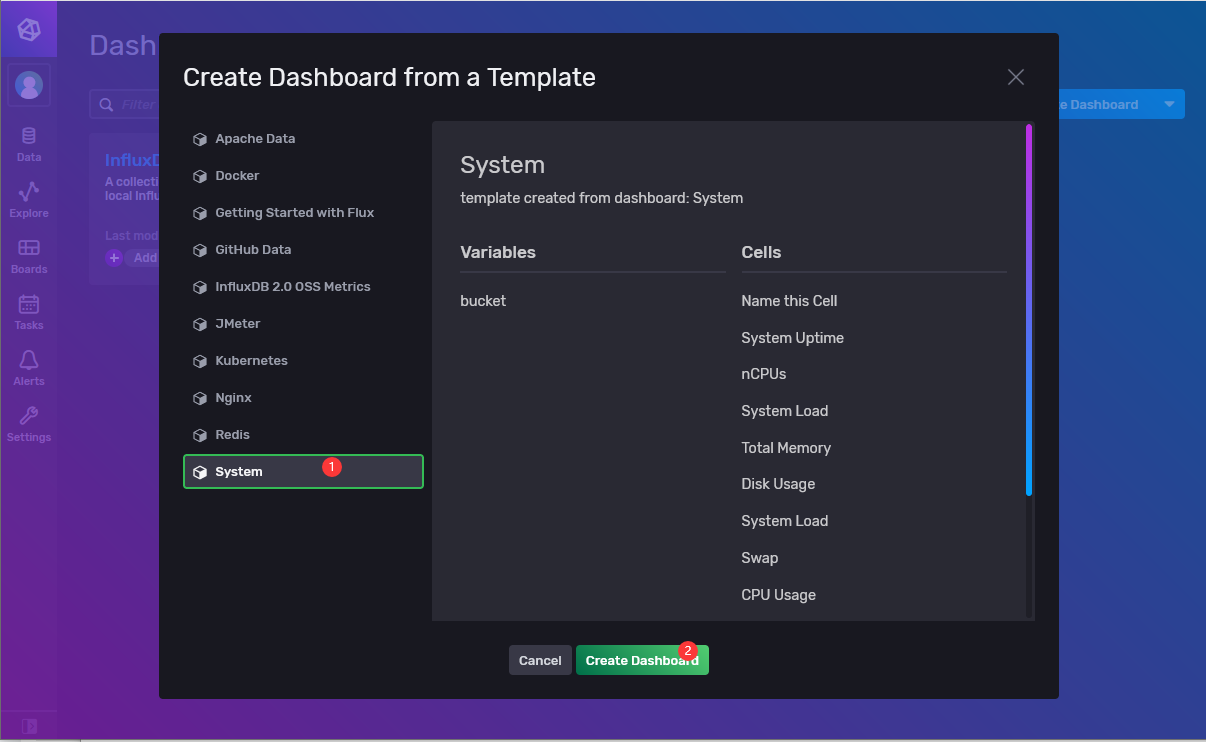 Dash
Create Dashboard from a Template
Filter
e Dashboard
Data
Explore
Boards
Tasks
Alerts
Settings
InfluxD
A collecti
local Influ
Last mod
+ Add
Apache Data
Docker
Getting Started with Flux
GitHub Data
InfluxDB 2.0 OSS Metrics
JMeter
Kubernetes
Nginx
Redis
System 1
System
template created from dashboard: System
Variables
bucket
Cells
Name this Cell
System Uptime
nCPUs
System Load
Total Memory
Disk Usage
System Load
Swap
CPU Usage
Cancel
Create Dashboard 2